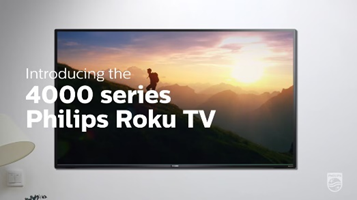 Introducing the
4000 series
Philips Roku TV